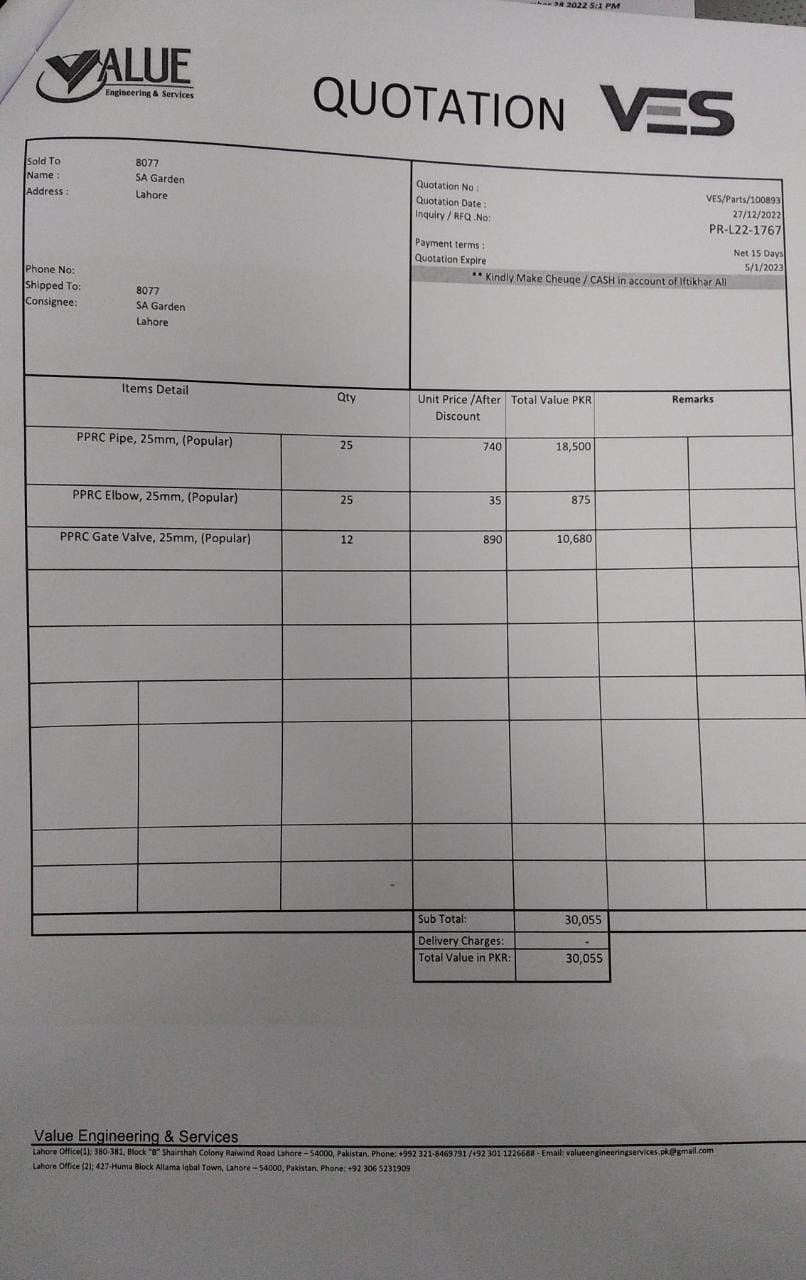 28 2022 5:1 PM
VALUE
Engineering & Services
QUOTATION
VES
Sold To 8077
Name : SA Garden
Address : Lahore
Phone No:
Shipped To: 8077
Consignee: SA Garden
Lahore
Quotation No : VES/Parts/100893
Quotation Date : 27/12/2022
Inquiry / RFQ .No: PR-L22-1767
Payment terms : Net 15 Days
Quotation Expire 5/1/2023
** Kindly Make Cheuqe / CASH in account of Iftikhar Ali
Items Detail Qty Unit Price /After Discount Total Value PKR Remarks
PPRC Pipe, 25mm, (Popular) 25 740 18,500
PPRC Elbow, 25mm, (Popular) 25 35 875
PPRC Gate Valve, 25mm, (Popular) 12 890 10,680
Sub Total: 30,055
Delivery Charges: -
Total Value in PKR: 30,055
Value Engineering & Services
Lahore Office(1); 380-381, Block "B" Shairshah Colony Raiwind Road Lahore – 54000, Pakistan. Phone: +992 321-8469791 /+92 301 1226688 - Email: valueengineeringservices.pk@gmail.com
Lahore Office (2); 427-Huma Block Allama Iqbal Town, Lahore – 54000, Pakistan. Phone: +92 306 5231909